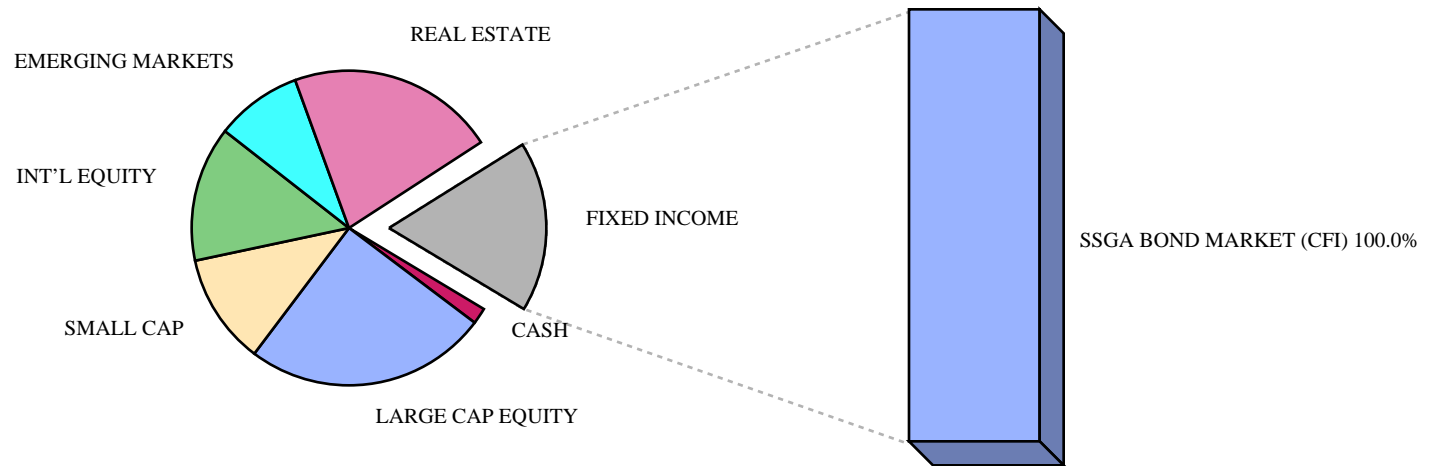 REAL ESTATE
EMERGING MARKETS
INT’L EQUITY
FIXED INCOME
SSGA BOND MARKET (CFI) 100.0%
SMALL CAP
CASH
LARGE CAP EQUITY